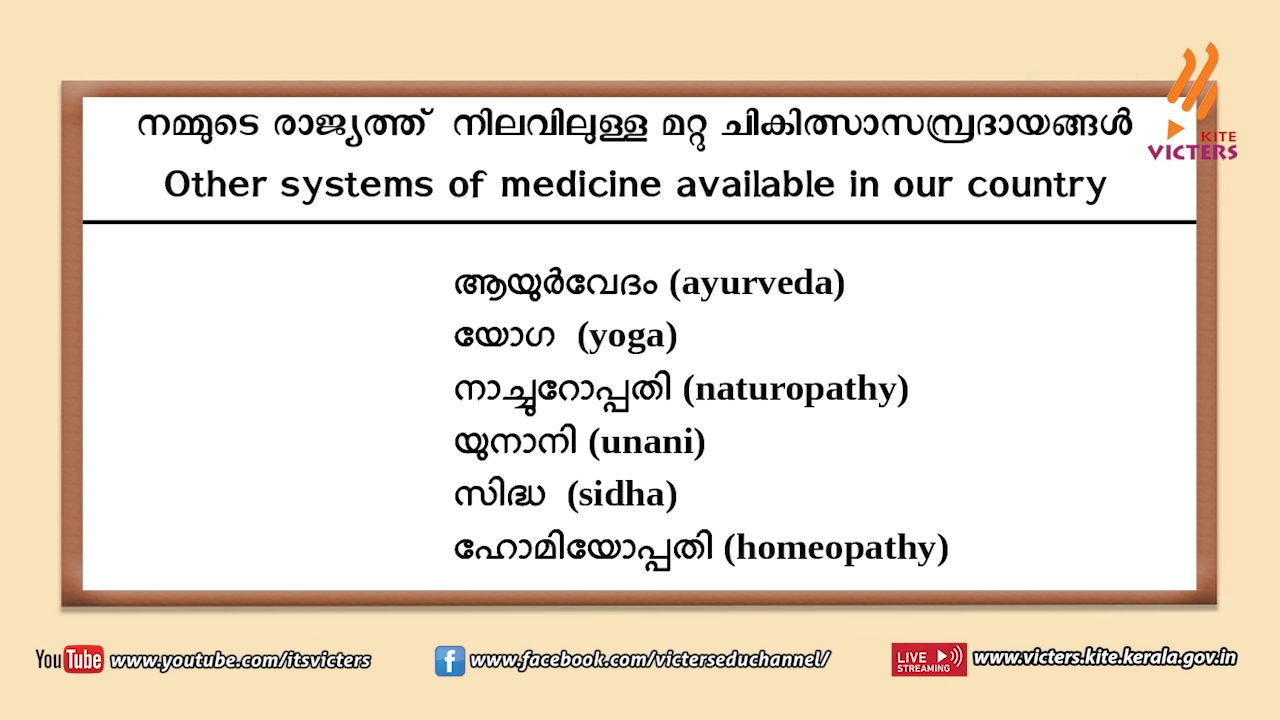 നമ്മുടെ രാജ്യത്ത് നിലവിലുള്ള മറ്റു ചികിത്സാസമ്പ്രദായങ്ങൾ
Other systems of medicine available in our country
KITE
VICTERS
ആയുർവേദം (ayurveda)
യോഗ (yoga)
നാച്ചുറോപ്പതി (naturopathy)
യുനാനി (unani)
സിദ്ധ (sidha)
ഹോമിയോപ്പതി (homeopathy)
YouTube www.youtube.com/itsvicters
f www.facebook.com/victerseduchannel/
LIVE STREAMING www.victers.kite.kerala.gov.in